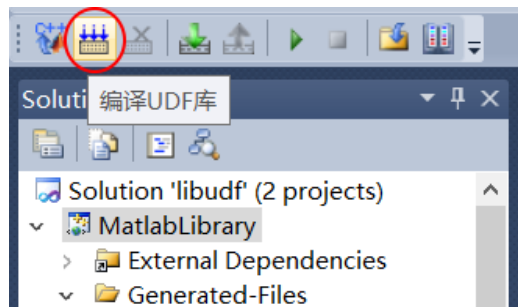 Soluti
编译UDF库
Solution 'libudf' (2 projects)
MatlabLibrary
External Dependencies
Generated-Files